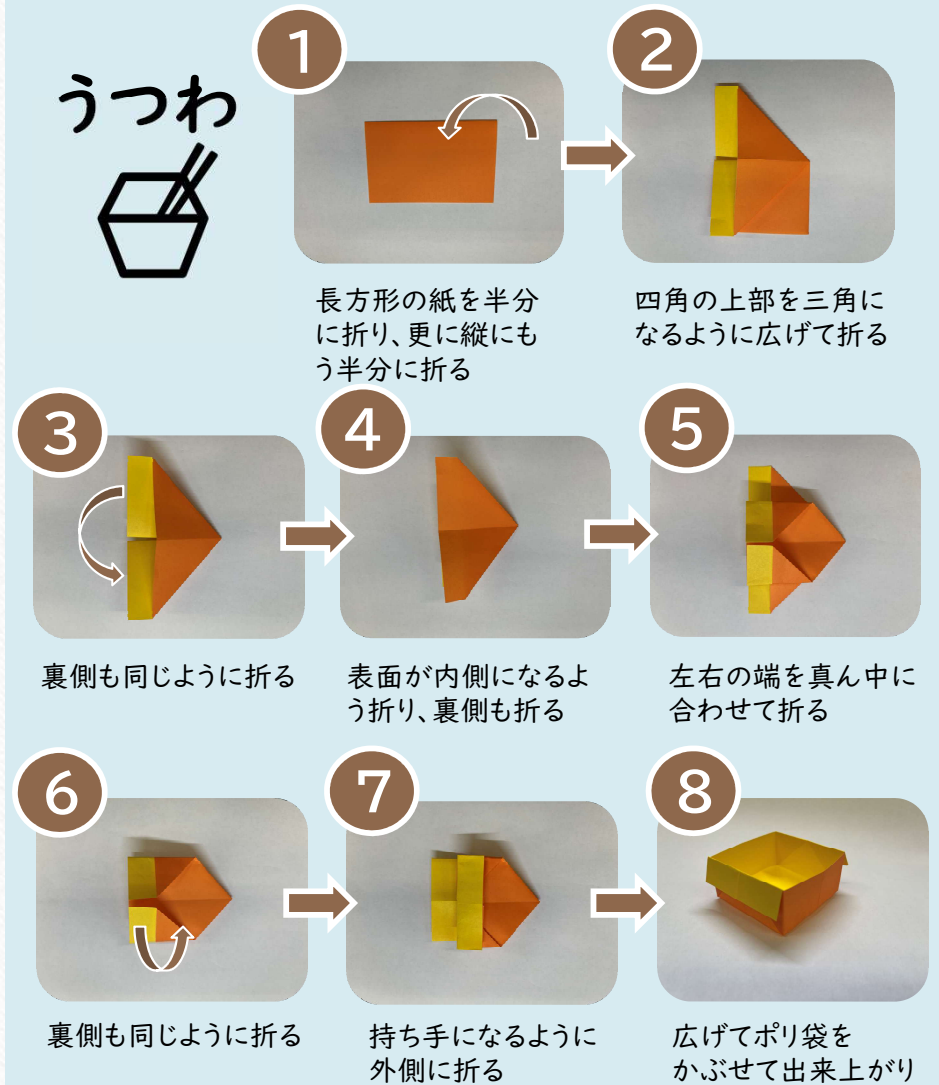 うつわ
1
長方形の紙を半分
に折り、更に縦にも
う半分に折る
2
四角の上部を三角に
なるように広げて折る
3
裏側も同じように折る
4
表面が内側になるよ
う折り、裏側も折る
5
左右の端を真ん中に
合わせて折る
6
裏側も同じように折る
7
持ち手になるように
外側に折る
8
広げてポリ袋を
かぶせて出来上がり